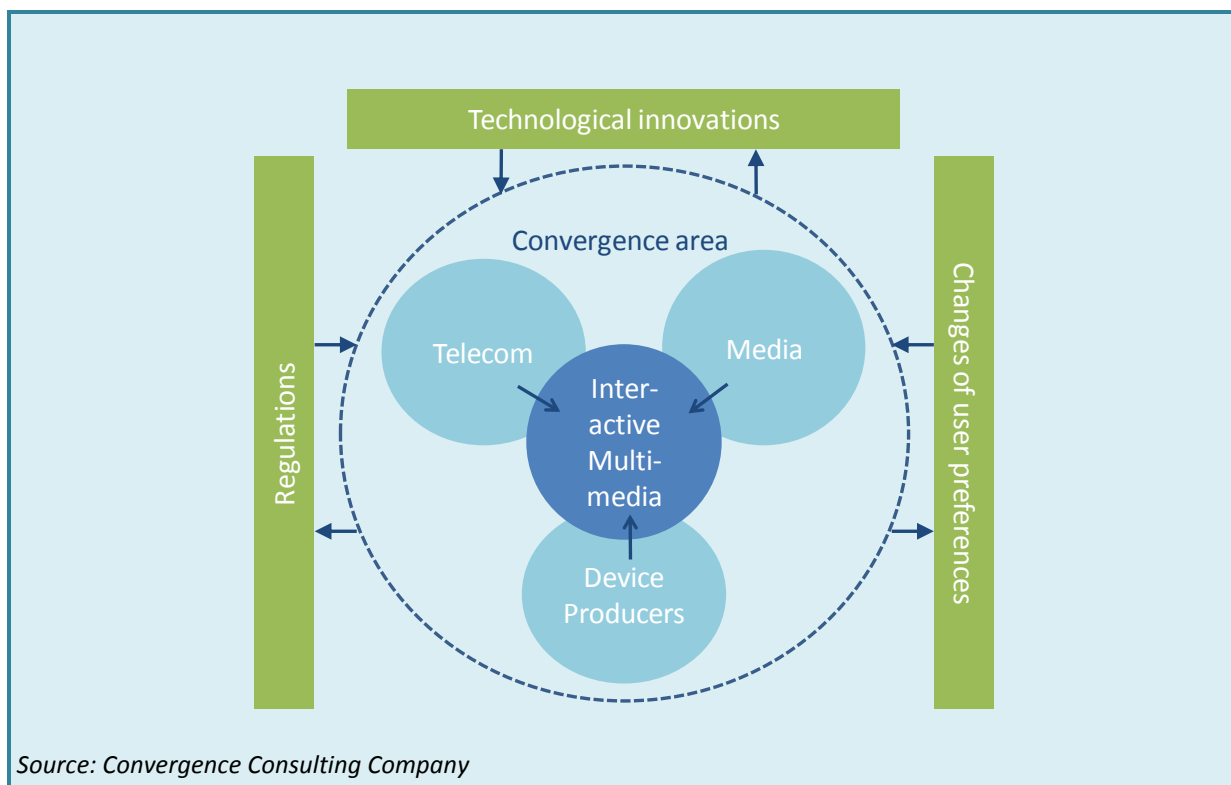 Technological innovations
Regulations
Convergence area
Telecom
Media
Inter-
active
Multi-
media
Device
Producers
Changes of user preferences
Source: Convergence Consulting Company